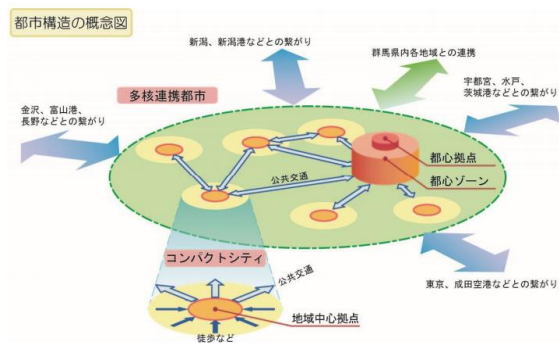 都市構造の概念図
新潟、新潟港などとの繋がり
群馬県内各地域との連携
宇都宮、水戸、
茨城港などとの繋がり
多核連携都市
金沢、富山港、
長野などとの繋がり
都心拠点
都心ゾーン
公共交通
コンパクトシティ
公共交通
東京、成田空港などとの繋がり
地域中心拠点
徒歩など